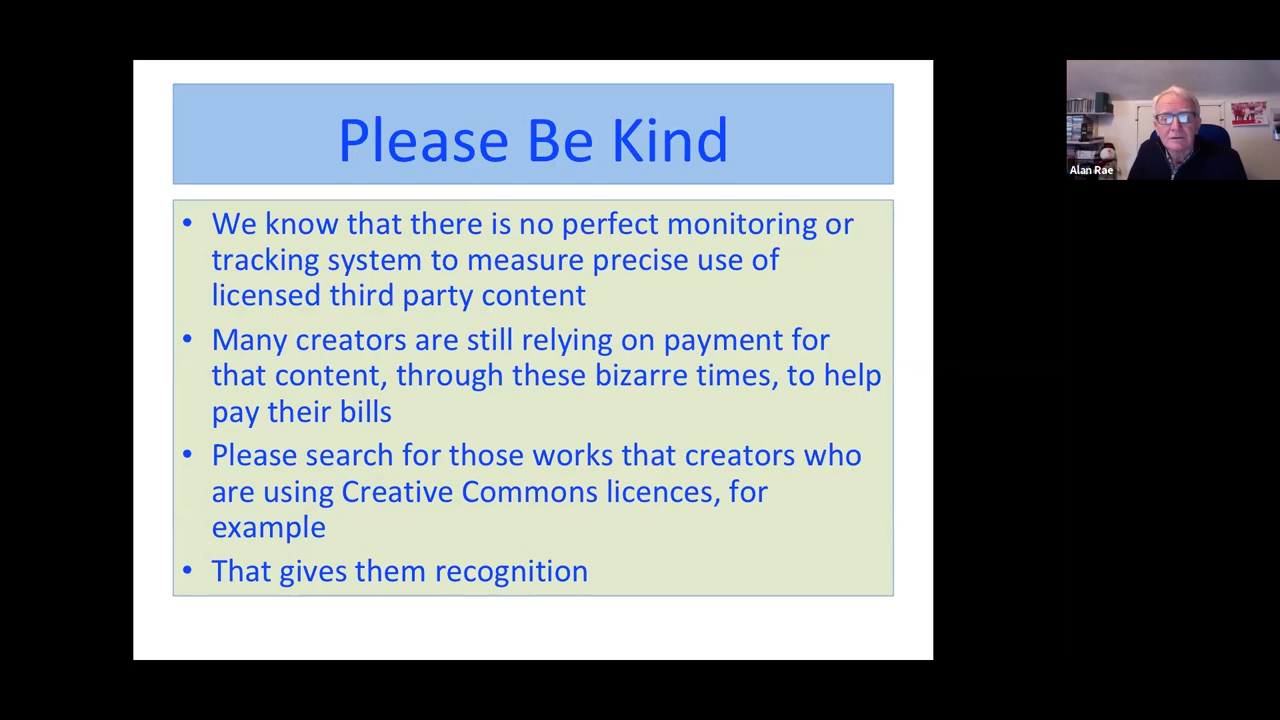 Please Be Kind
• We know that there is no perfect monitoring or
tracking system to measure precise use of
licensed third party content
• Many creators are still relying on payment for
that content, through these bizarre times, to help
pay their bills
• Please search for those works that creators who
are using Creative Commons licences, for
example
• That gives them recognition
Alan Rae